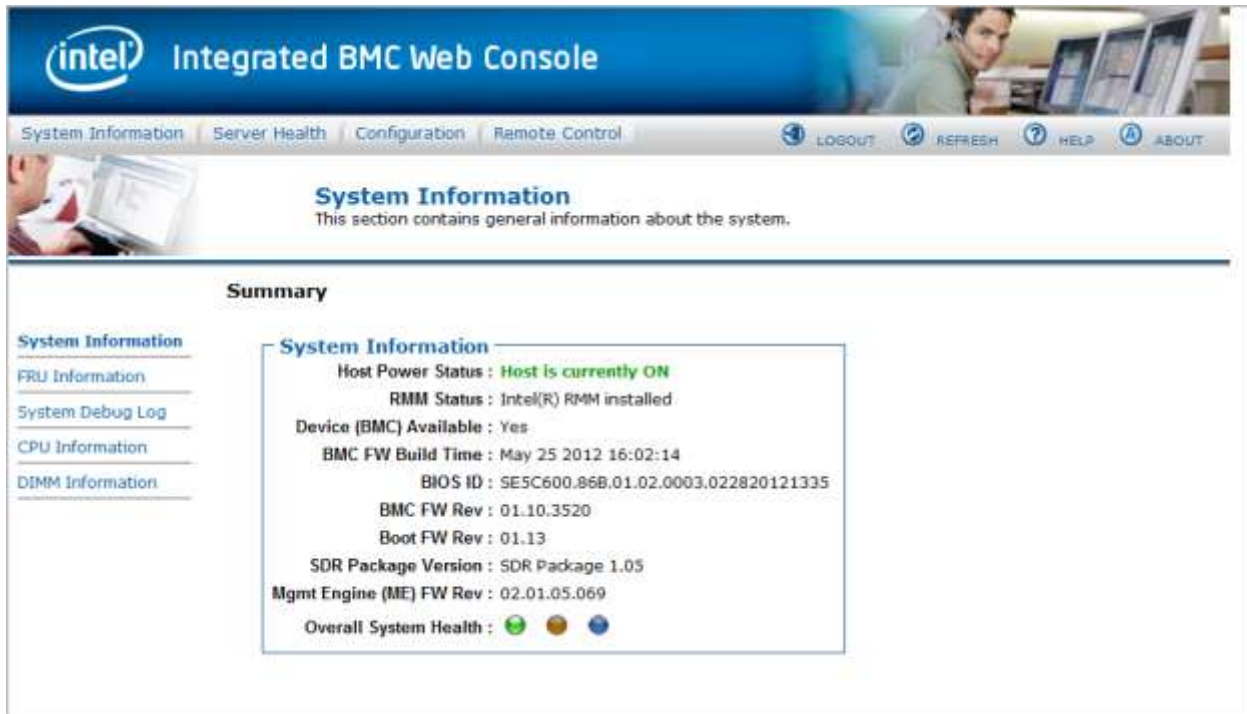 intel Integrated BMC Web Console
System Information Server Health Configuration Remote Control LOGOUT REFRESH HELP ABOUT
System Information
This section contains general information about the system.
Summary
System Information
FRU Information
System Debug Log
CPU Information
DIMM Information
System Information
Host Power Status : Host is currently ON
RMM Status : Intel(R) RMM installed
Device (BMC) Available : Yes
BMC FW Build Time : May 25 2012 16:02:14
BIOS ID : SE5C600.86B.01.02.0003.022820121335
BMC FW Rev : 01.10.3520
Boot FW Rev : 01.13
SDR Package Version : SDR Package 1.05
Mgmt Engine (ME) FW Rev : 02.01.05.069
Overall System Health :